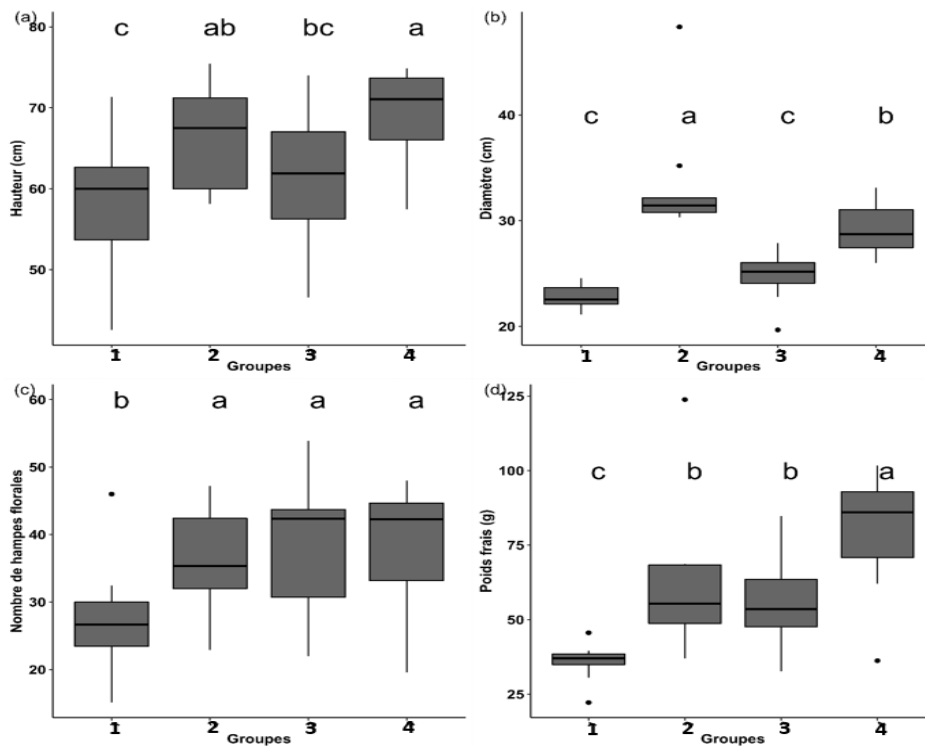 (a)
80
70
60
50
Hauteur (cm)
c ab bc a
1 2 3 4
Groupes
(b)
40
30
20
Diamètre (cm)
c a c b
1 2 3 4
Groupes
(c)
60
50
40
30
20
Nombre de hampes florales
b a a a
1 2 3 4
Groupes
(d)
125
100
75
50
25
Poids frais (g)
c b b a
1 2 3 4
Groupes